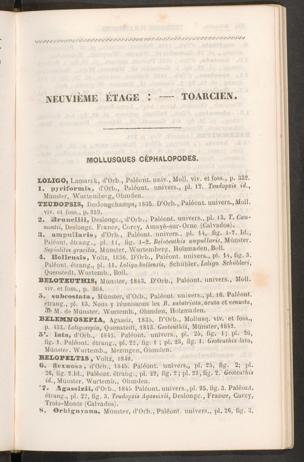 NEUVIÈME ÉTAGE : — TOARCIEN.
MOLLUSQUES CÉPHALOPODES.
LOLIGO, Lamarck, d'Orb., Paléont. univ., Moll. viv. et foss., p. 332.
1. pyriformis, d'Orb., Paléont. univers., pl. 17. Teudopsis id.,
Munster, Wurtemberg, Ohmden.
TEUDOPSIS, Deslongchamps, 1835. D'Orb., Paléont. univers., Moll.
viv. et foss., p. 359.
2. Brunellii, Deslongc., d'Orb., Paléont. univers., pl. 13. T. Cau-
montii, Deslongc. France, Curcy, Amayé-sur-Orne (Calvados).
3. ampullaris, d'Orb., Paléont. univers., pl. 14, fig. 1-7. Id.,
Paléont. étrang., pl. 11, fig. 1-3. Beloteuthis ampullaris, Münster.
Sepiolites gracilis, Münster, Wurtemberg, Holzmaden, Boll.
4. Bollensis, Voltz, 1836. D'Orb., Paléont. univers., pl. 14, fig. 5.
Paléont. étrang., pl. 11. Loligo bollensis, Schübler, Loligo Schübleri,
Quenstedt, Wurtemb., Boll.
BELOTEUTHIS, Münster, 1843. D'Orb., Paléont. univers., Moll.
viv. et foss., p. 364.
5. subcostata, Münster, d'Orb., Paléont. univers., pl. 16. Paléont.
étrang., pl. 13. Nous y réunissons les B. substriata, acuta et venusta,
de M. de Munster. Wurtemb., Ohmden, Holzmaden.
BELEMNOSEPIA, Agassiz, 1835. D'Orb., Mollusq. viv. et foss.,
p. 433. Loligosepia, Quenstedt, 1843. Geoteuthis, Münster, 1843.
5'. lata, d'Orb., 1845. Paléont. univers., pl. 25, fig. 1; pl. 26,
fig. 1. Paléont. étrang., pl. 22, fig. 1; pl. 23, fig. 1. Geoteuthis lata,
Münster. Wurtemb., Mezingen, Ohmden.
BELOPELTIS, Voltz, 1840.
6. flexuosa, d'Orb., 1845. Paléont. univers., pl. 25, fig. 2; pl.
26, fig. 2. Id., Paléont. étrang., pl. 22, fig. 2; pl. 23, fig. 2. Geoteuthis
id., Münster, Wurtemb., Ohmden.
*7. Agassizii, d'Orb., 1845. Paléont. univers., pl. 25, fig. 3. Paléont.
étrang., pl. 22, fig. 3. Teudopsis Agassizii, Deslongc., France, Curcy,
Trois-Monts (Calvados).
8. Orbignyana, Münster, d'Orb., Paléont. univers., pl. 26, fig. 3,